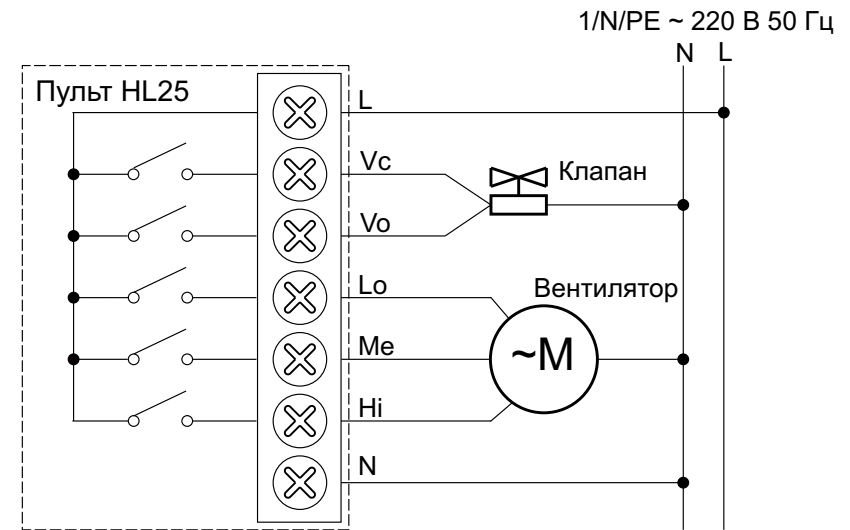 1/N/PE ~ 220 В 50 Гц
N L
Пульт HL25
L
Vc
Клапан
Vo
Lo
Вентилятор
Me
~M
Hi
N